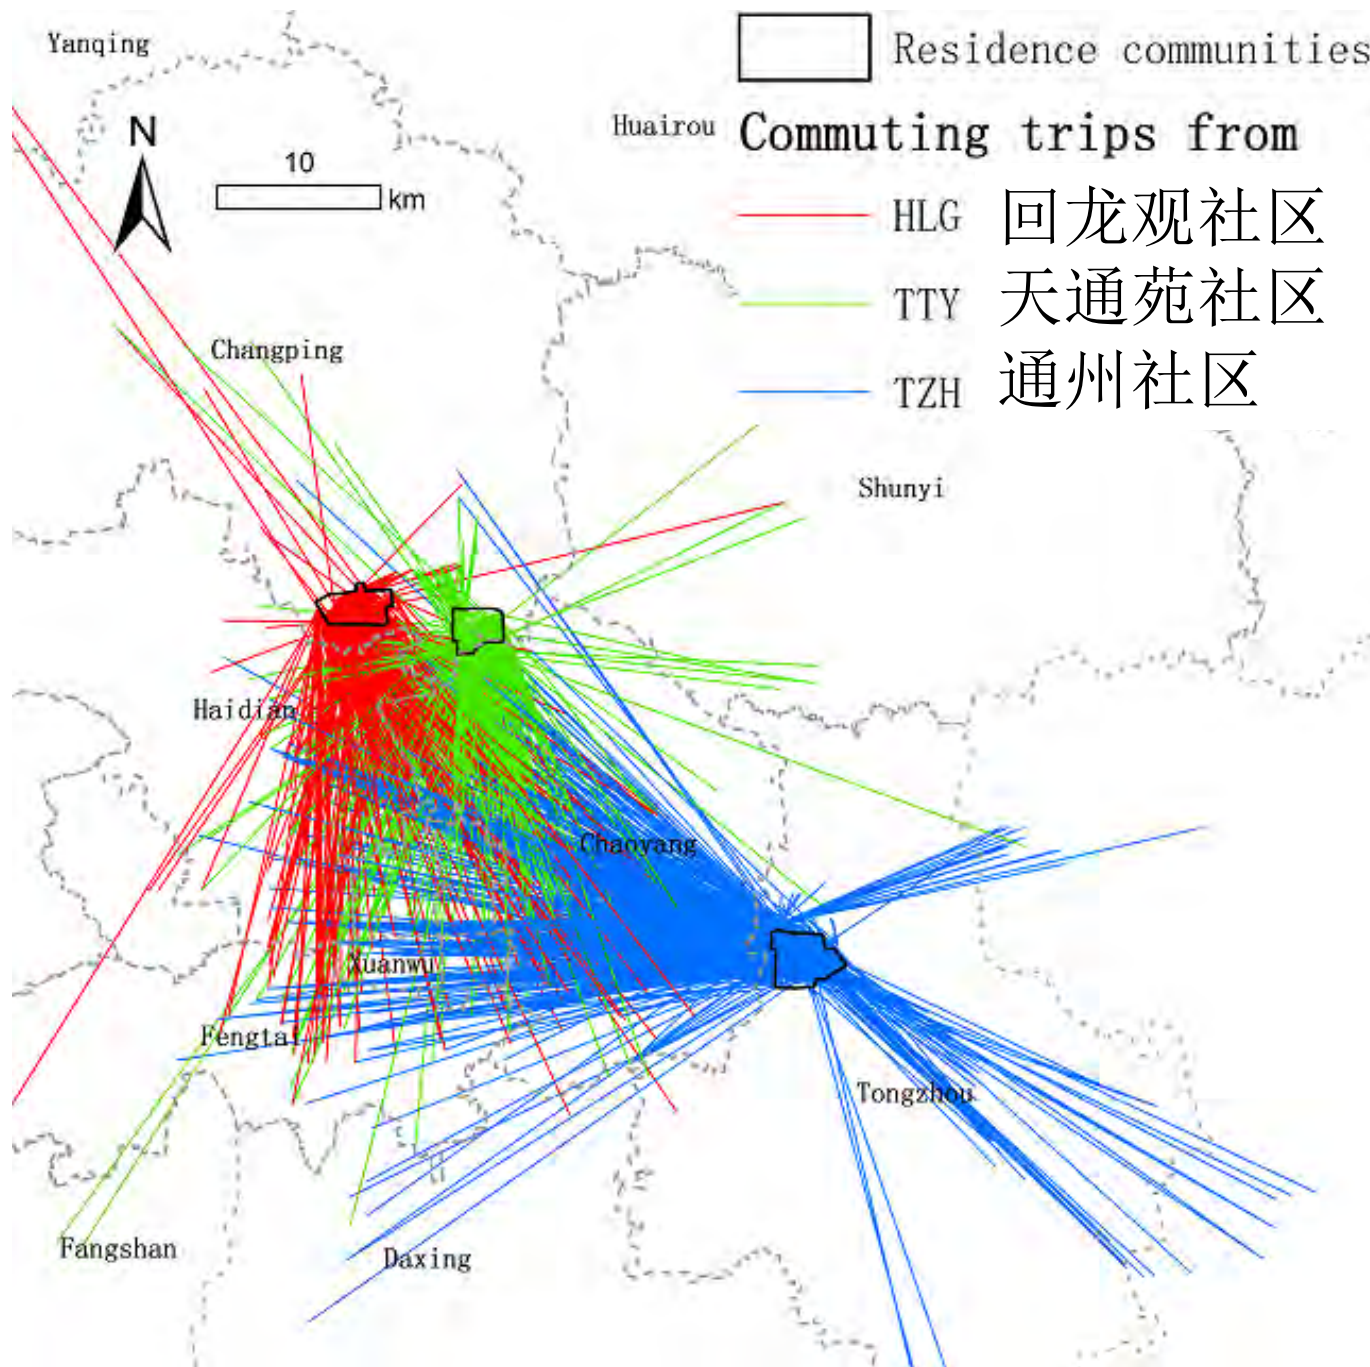 Yanqing
Residence communities
Huairou
Commuting trips from
N
10
km
HLG 回龙观社区
TTY 天通苑社区
TZH 通州社区
Changping
Shunyi
Haidian
Chaoyang
Xuanwu
Fengtai
Tongzhou
Fangshan
Daxing